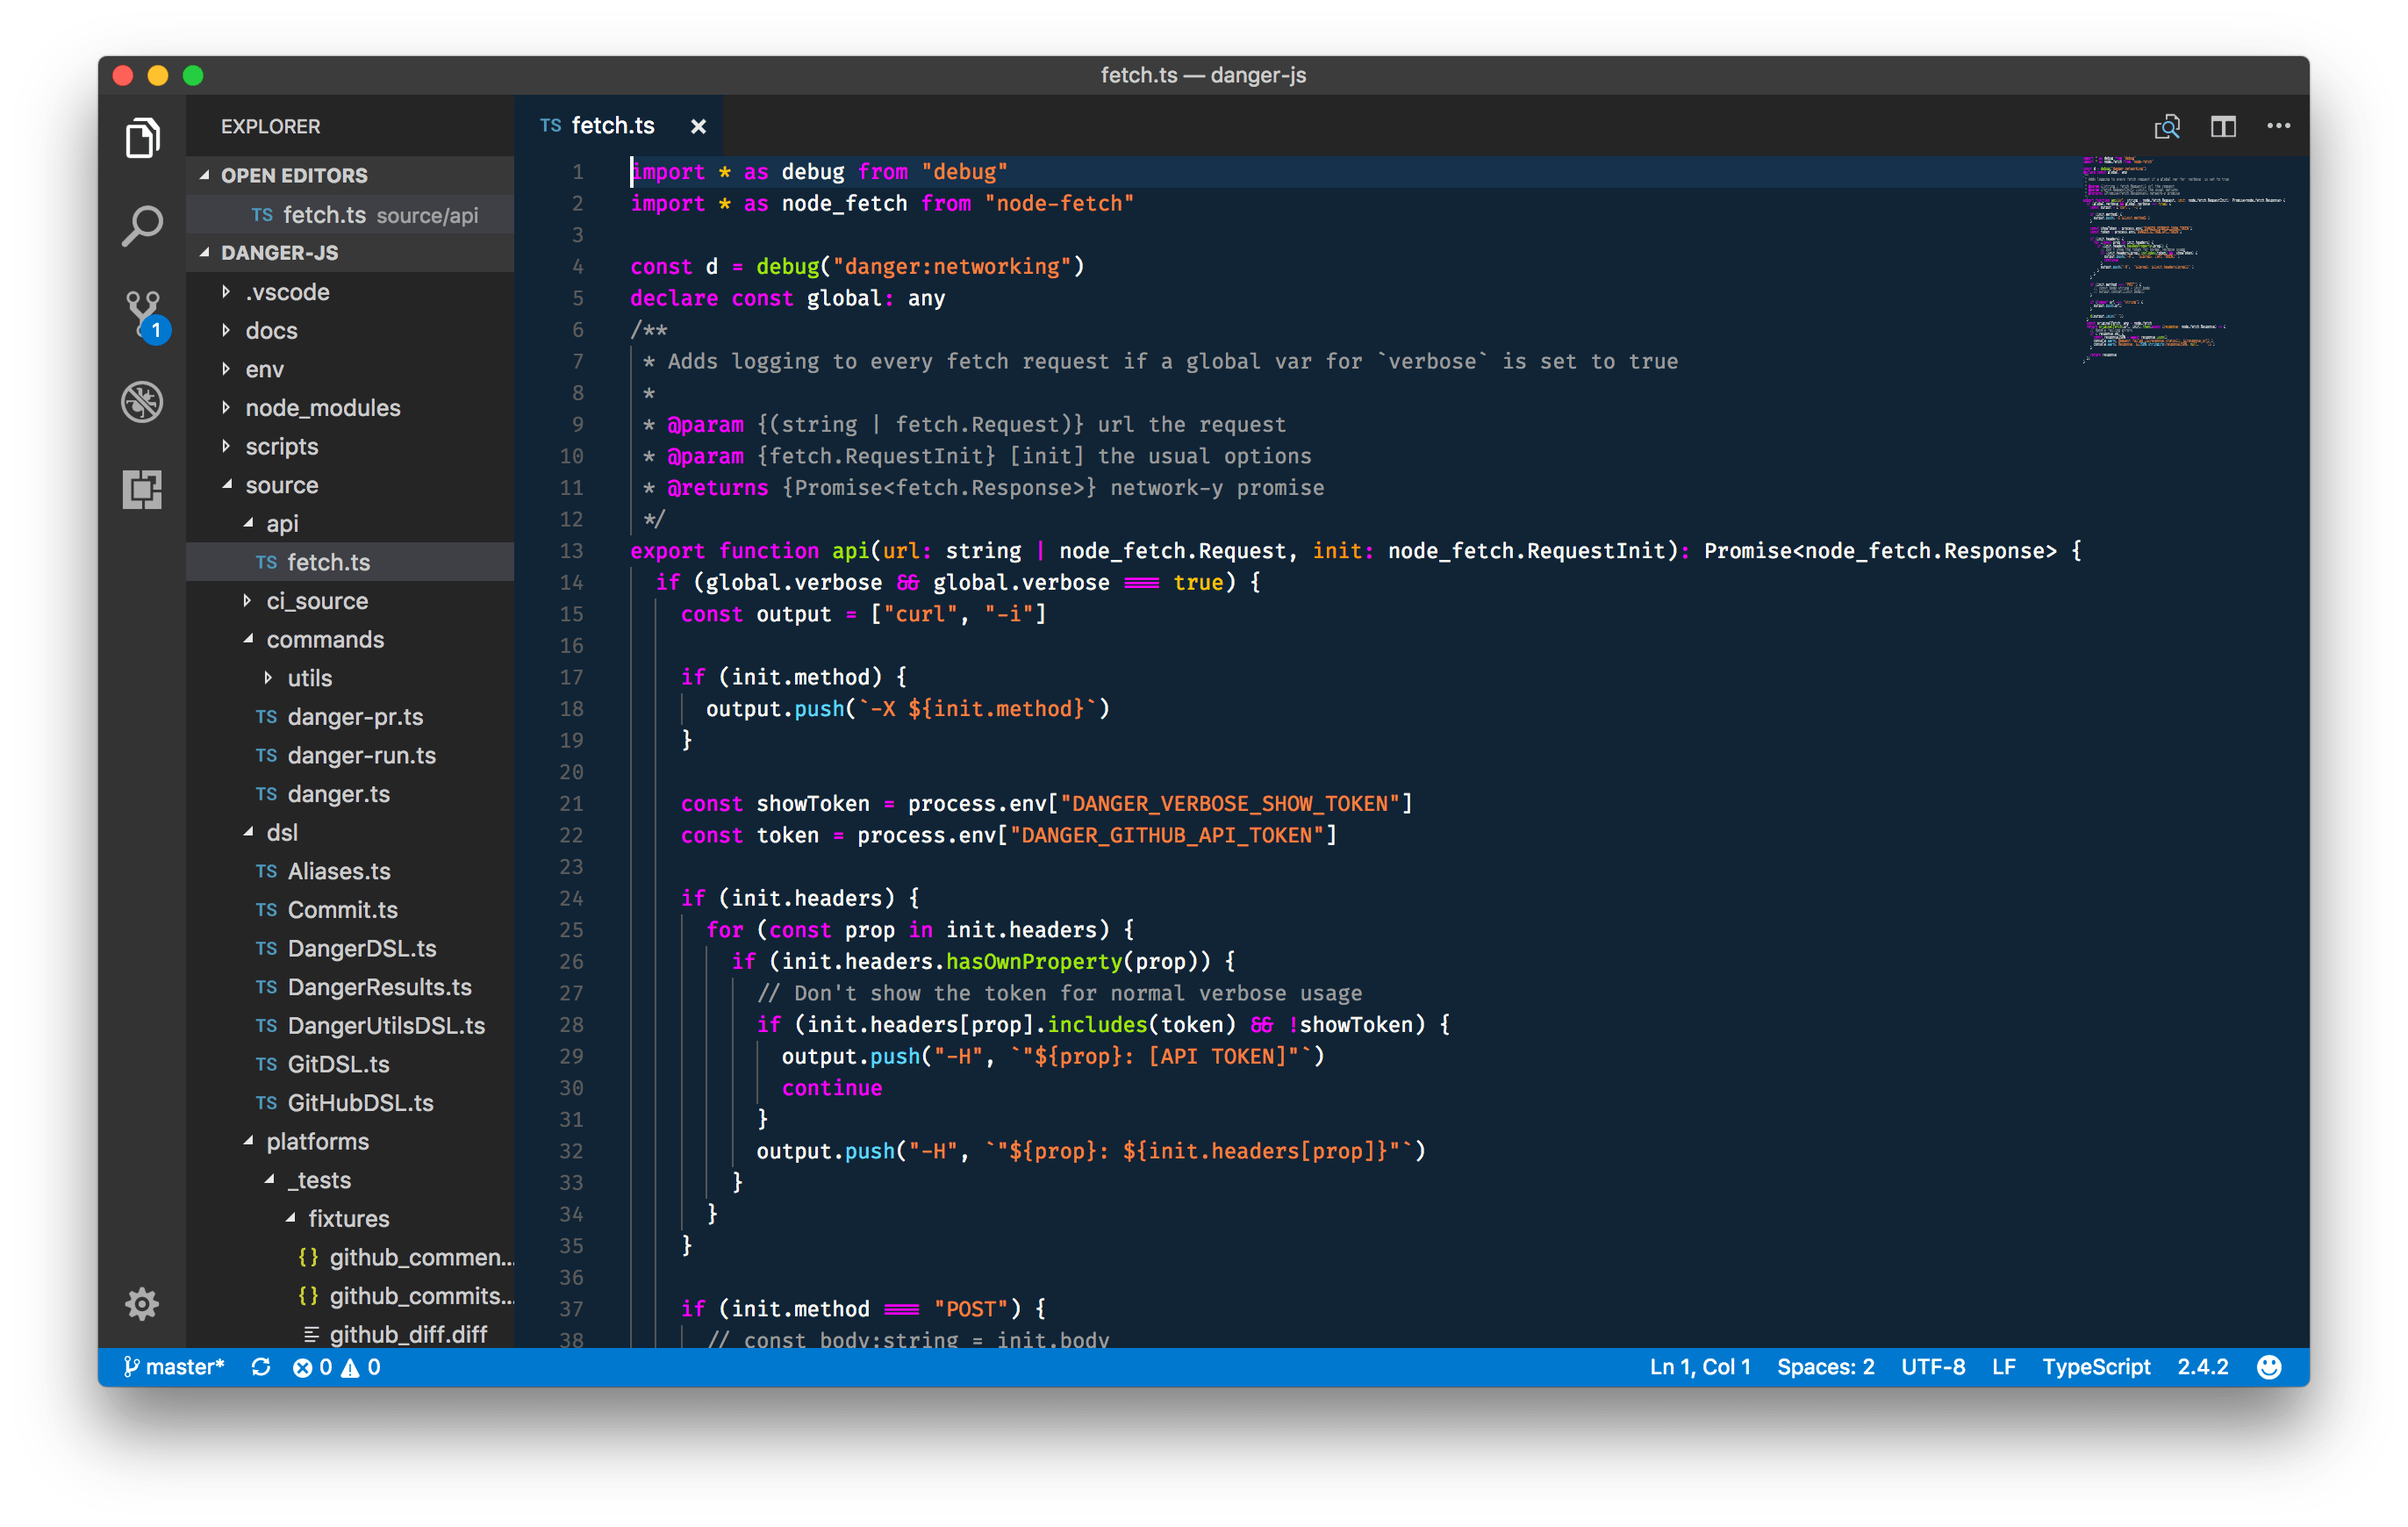 fetch.ts — danger-js
EXPLORER
OPEN EDITORS
TS fetch.ts source/api
DANGER-JS
.vscode
docs
env
node_modules
scripts
source
api
TS fetch.ts
ci_source
commands
utils
TS danger-pr.ts
TS danger-run.ts
TS danger.ts
dsl
TS Aliases.ts
TS Commit.ts
TS DangerDSL.ts
TS DangerResults.ts
TS DangerUtilsDSL.ts
TS GitDSL.ts
TS GitHubDSL.ts
platforms
_tests
fixtures
{} github_commen...
{} github_commits...
github_diff.diff
1
TS fetch.ts ×
1 import * as debug from "debug"
2 import * as node_fetch from "node-fetch"
3
4 const d = debug("danger:networking")
5 declare const global: any
6 /**
7  * Adds logging to every fetch request if a global var for `verbose` is set to true
8  *
9  * @param {(string | fetch.Request)} url the request
10  * @param {fetch.RequestInit} [init] the usual options
11  * @returns {Promise<fetch.Response>} network-y promise
12  */
13 export function api(url: string | node_fetch.Request, init: node_fetch.RequestInit): Promise<node_fetch.Response> {
14   if (global.verbose && global.verbose === true) {
15     const output = ["curl", "-i"]
16
17     if (init.method) {
18       output.push(`-X ${init.method}`)
19     }
20
21     const showToken = process.env["DANGER_VERBOSE_SHOW_TOKEN"]
22     const token = process.env["DANGER_GITHUB_API_TOKEN"]
23
24     if (init.headers) {
25       for (const prop in init.headers) {
26         if (init.headers.hasOwnProperty(prop)) {
27           // Don't show the token for normal verbose usage
28           if (init.headers[prop].includes(token) && !showToken) {
29             output.push("-H", `"${prop}: [API TOKEN]"`)
30             continue
31           }
32           output.push("-H", `"${prop}: ${init.headers[prop]}"`)
33         }
34       }
35     }
36
37     if (init.method === "POST") {
38       // const body:string = init.body
master* 0 0
Ln 1, Col 1 Spaces: 2 UTF-8 LF TypeScript 2.4.2